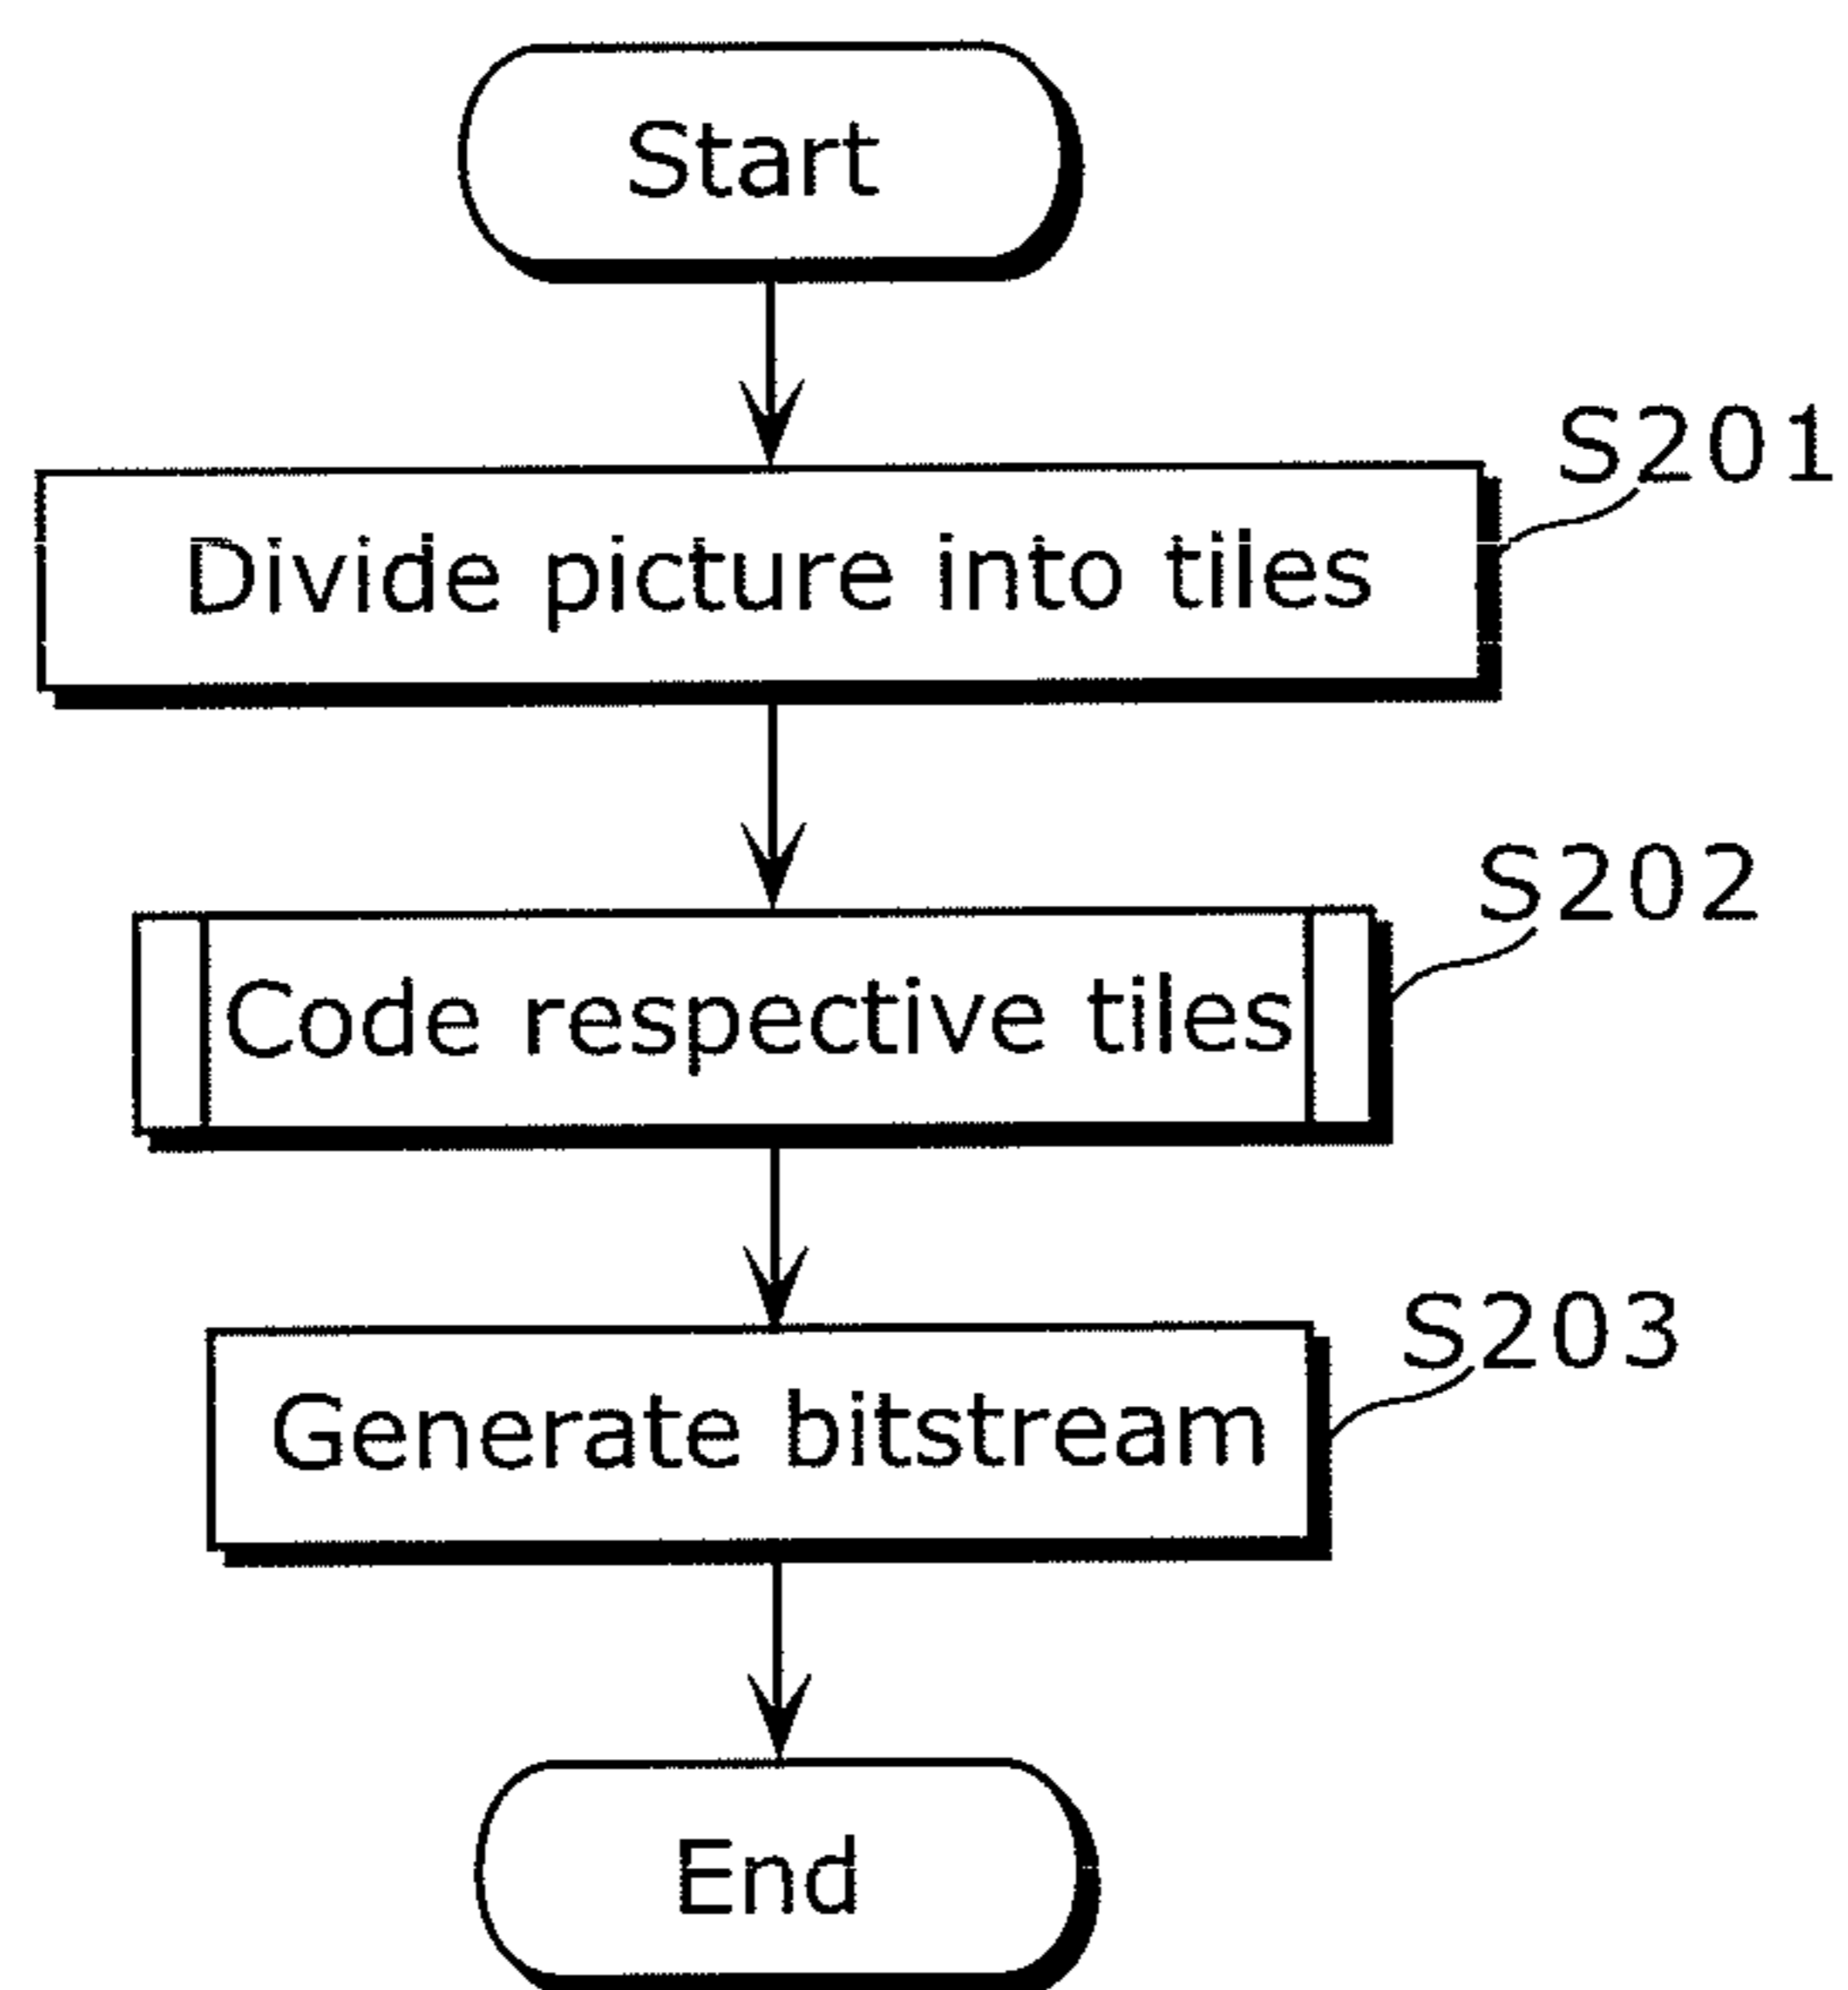 Start
S201
Divide picture into tiles
S202
Code respective tiles
S203
Generate bitstream
End